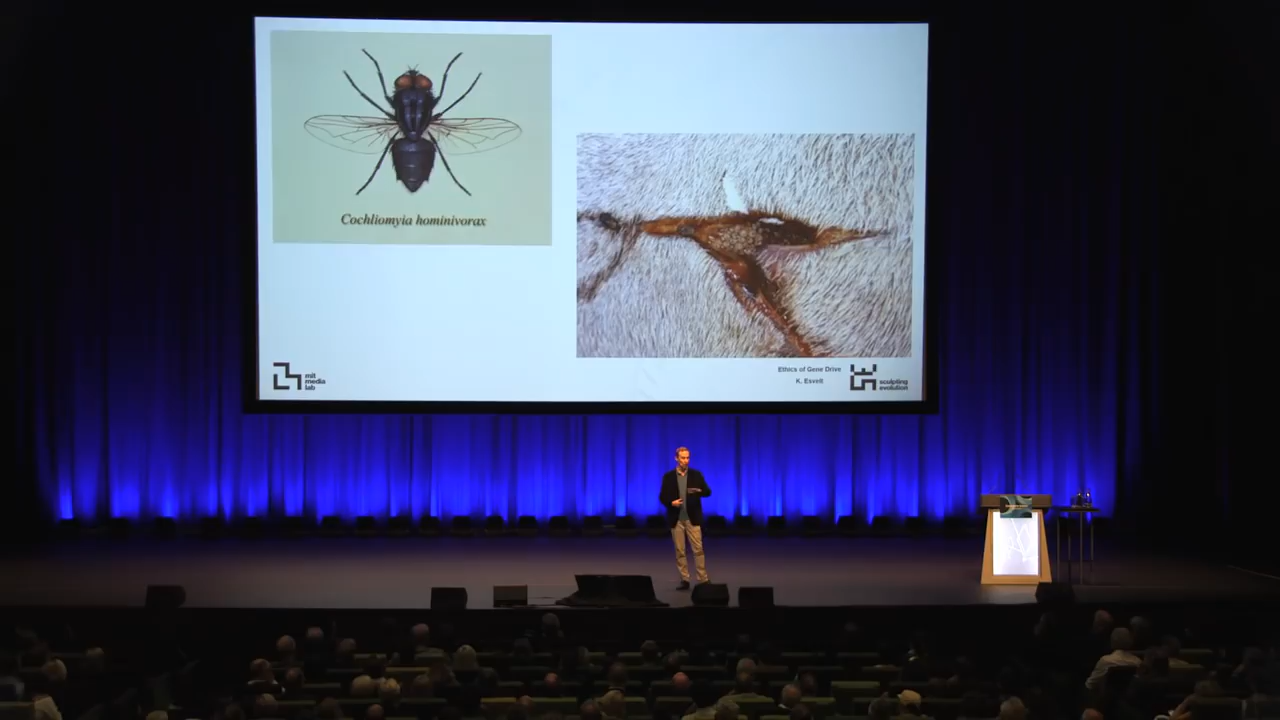 Cochliomyia hominivorax
mit
media
lab
Ethics of Gene Drive
K. Esvelt
sculpting
evolution